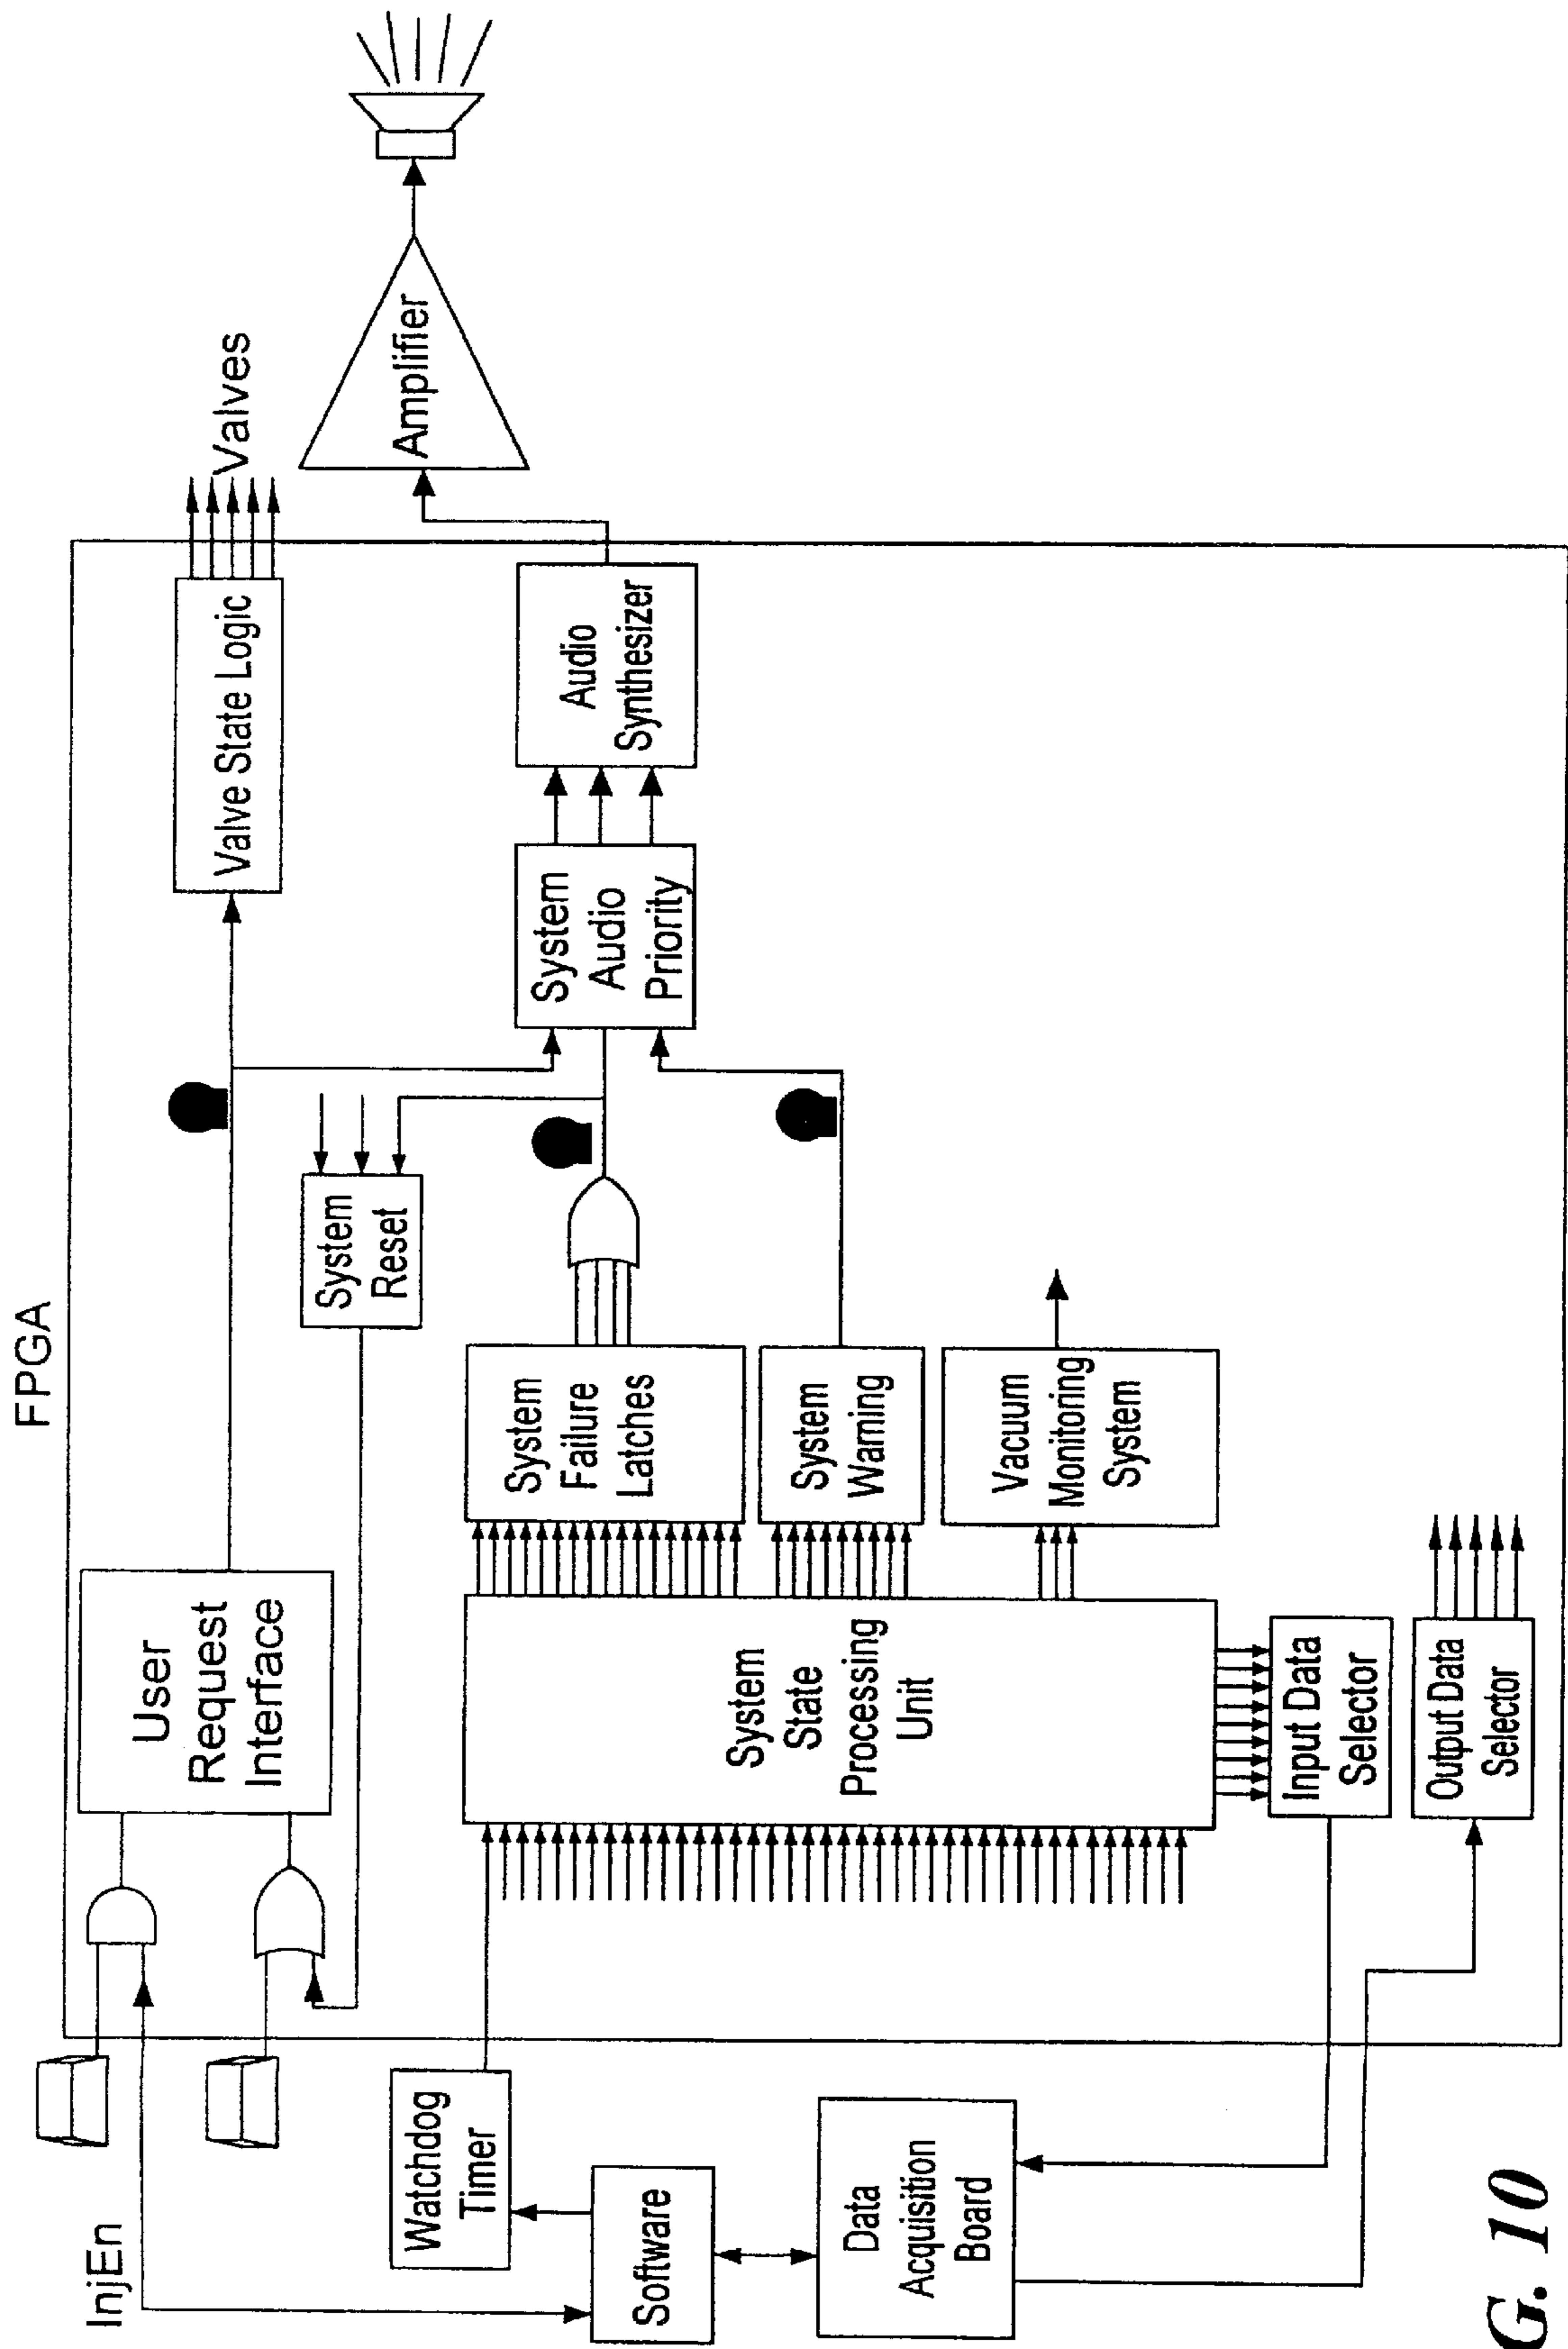 FPGA
InjEn
User
Request
Interface
Valve State Logic
Valves
System
Reset
Amplifier
Watchdog
Timer
Software
Data
Acquisition
Board
System
State
Processing
Unit
System
Failure
Latches
System
Warning
Vacuum
Monitoring
System
System
Audio
Priority
Audio
Synthesizer
Input Data
Selector
Output Data
Selector
G. 10